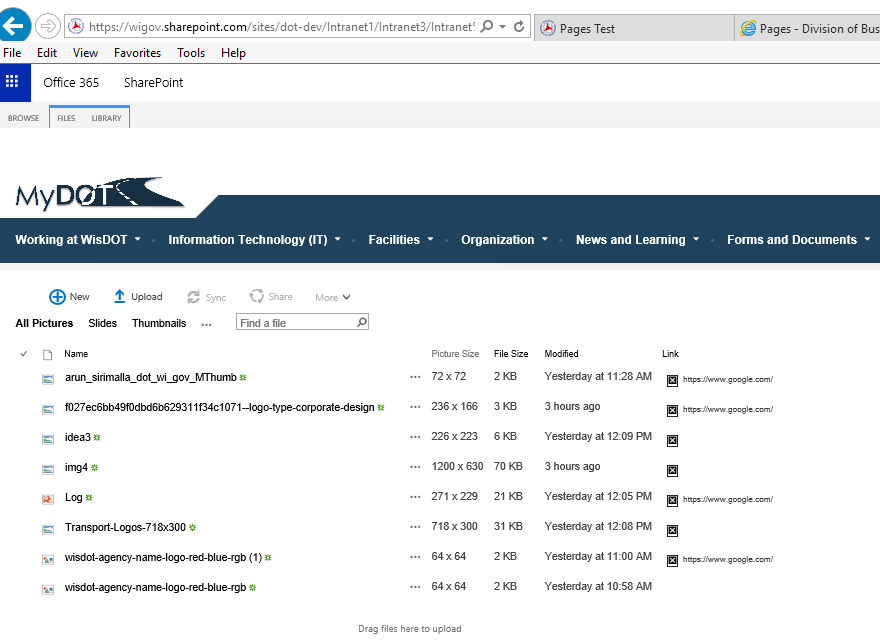 https://wigov.sharepoint.com/sites/dot-dev/Intranet1/Intranet3/Intranet
Pages Test
Pages - Division of Bus
File Edit View Favorites Tools Help
Office 365 SharePoint
BROWSE FILES LIBRARY
MyDOT
Working at WisDOT Information Technology (IT) Facilities Organization News and Learning Forms and Documents
New Upload Sync Share More
All Pictures Slides Thumbnails ... Find a file
Name Picture Size File Size Modified Link
arun_sirimalla_dot_wi_gov_MThumb ... 72 x 72 2 KB Yesterday at 11:28 AM https://www.google.com/
f027ec6bb49f0dbd6b629311f34c1071--logo-type-corporate-design ... 236 x 166 3 KB 3 hours ago https://www.google.com/
idea3 ... 226 x 223 6 KB Yesterday at 12:09 PM
img4 ... 1200 x 630 70 KB 3 hours ago
Log ... 271 x 229 21 KB Yesterday at 12:05 PM https://www.google.com/
Transport-Logos-718x300 ... 718 x 300 31 KB Yesterday at 12:08 PM
wisdot-agency-name-logo-red-blue-rgb (1) ... 64 x 64 2 KB Yesterday at 11:00 AM https://www.google.com/
wisdot-agency-name-logo-red-blue-rgb ... 64 x 64 2 KB Yesterday at 10:58 AM
Drag files here to upload